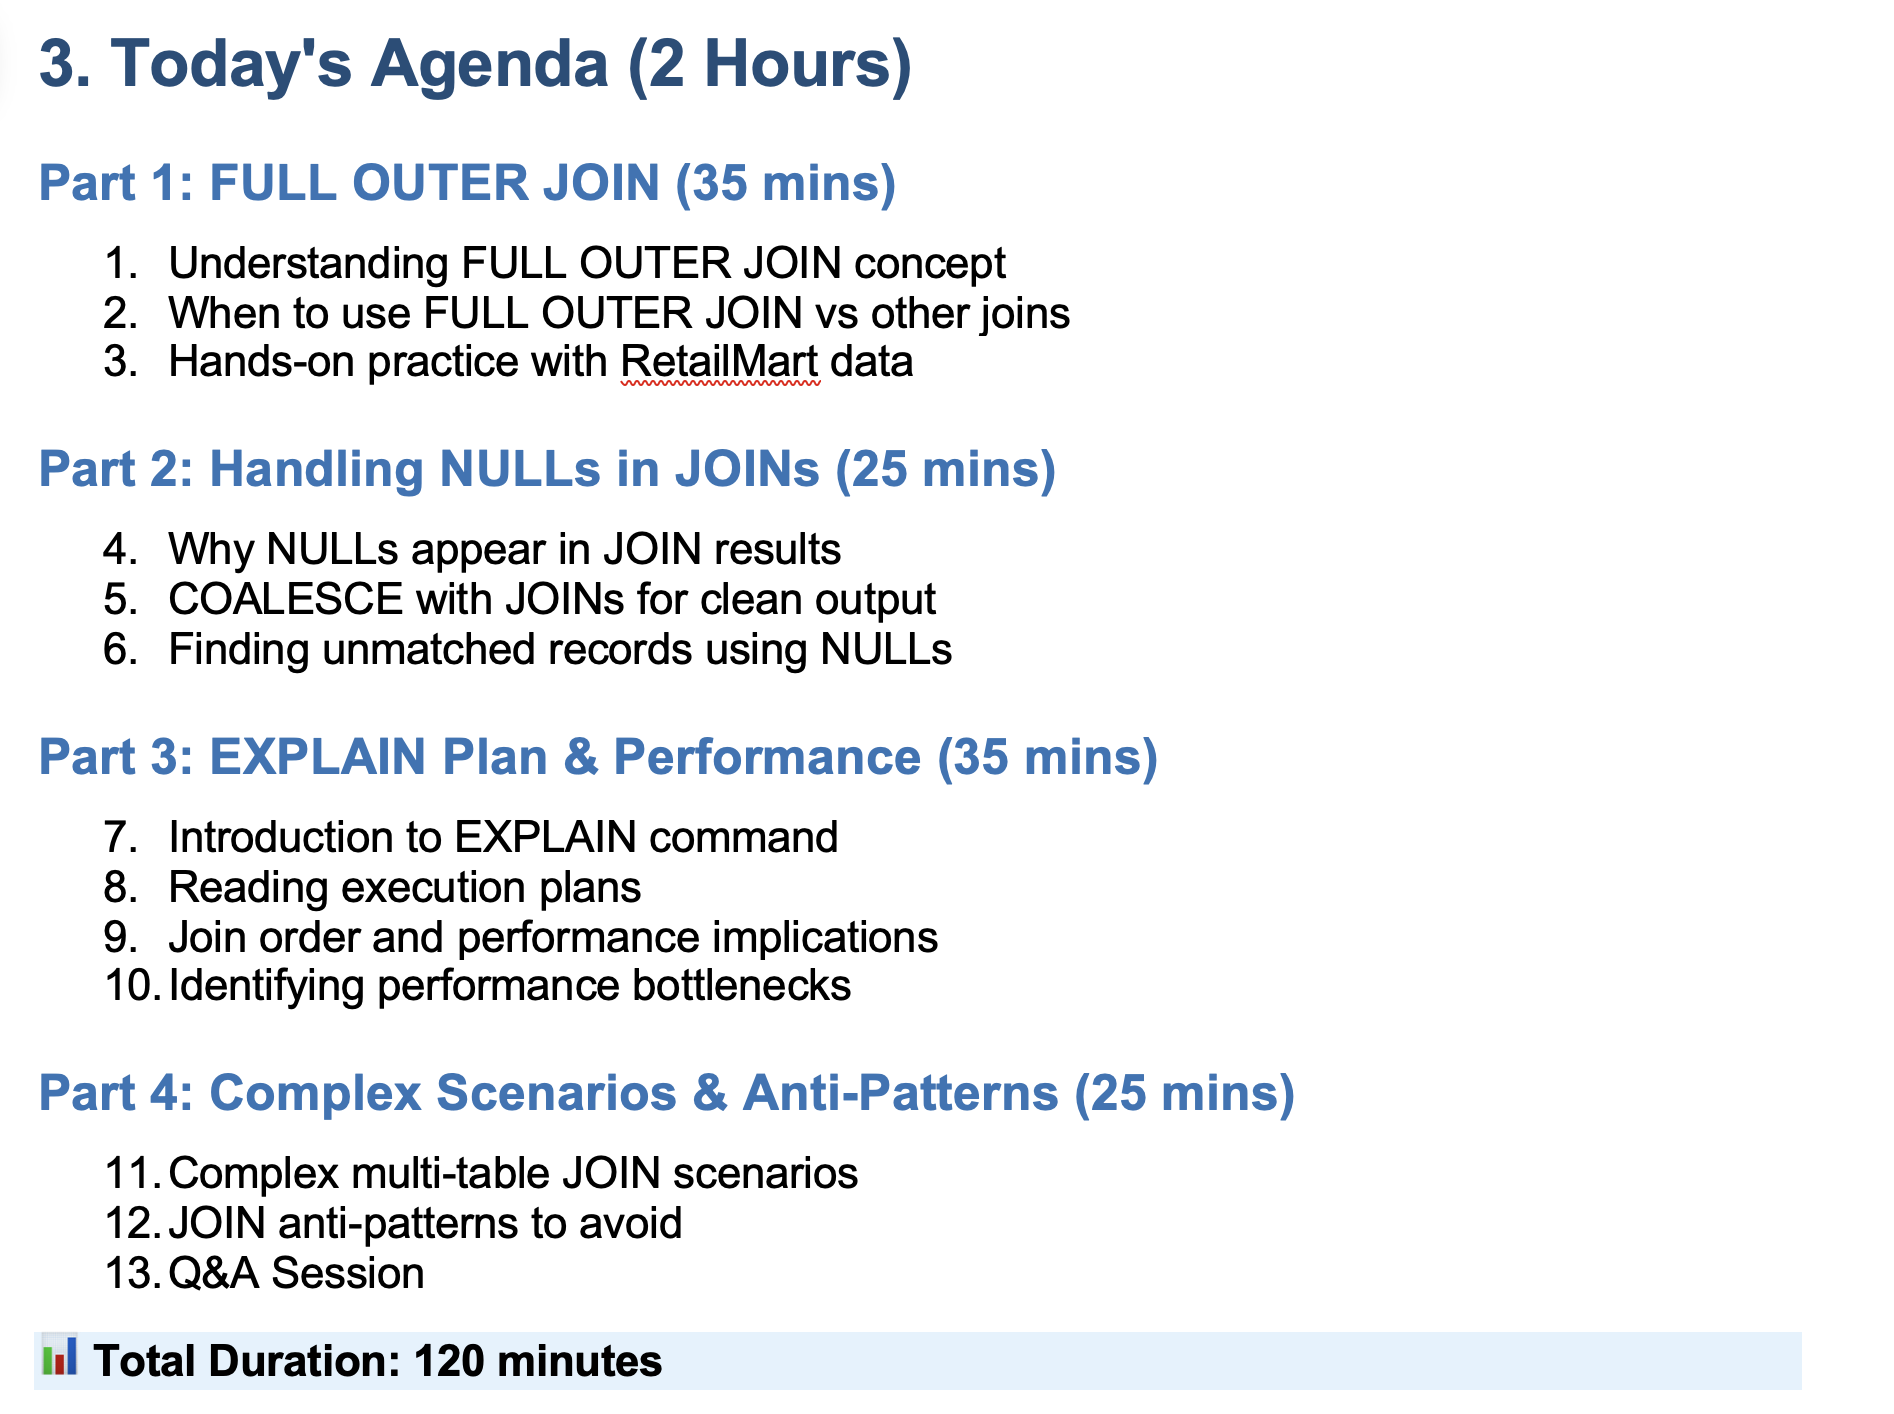 3. Today's Agenda (2 Hours)
Part 1: FULL OUTER JOIN (35 mins)
1. Understanding FULL OUTER JOIN concept
2. When to use FULL OUTER JOIN vs other joins
3. Hands-on practice with RetailMart data
Part 2: Handling NULLs in JOINs (25 mins)
4. Why NULLs appear in JOIN results
5. COALESCE with JOINs for clean output
6. Finding unmatched records using NULLs
Part 3: EXPLAIN Plan & Performance (35 mins)
7. Introduction to EXPLAIN command
8. Reading execution plans
9. Join order and performance implications
10. Identifying performance bottlenecks
Part 4: Complex Scenarios & Anti-Patterns (25 mins)
11. Complex multi-table JOIN scenarios
12. JOIN anti-patterns to avoid
13. Q&A Session
Total Duration: 120 minutes